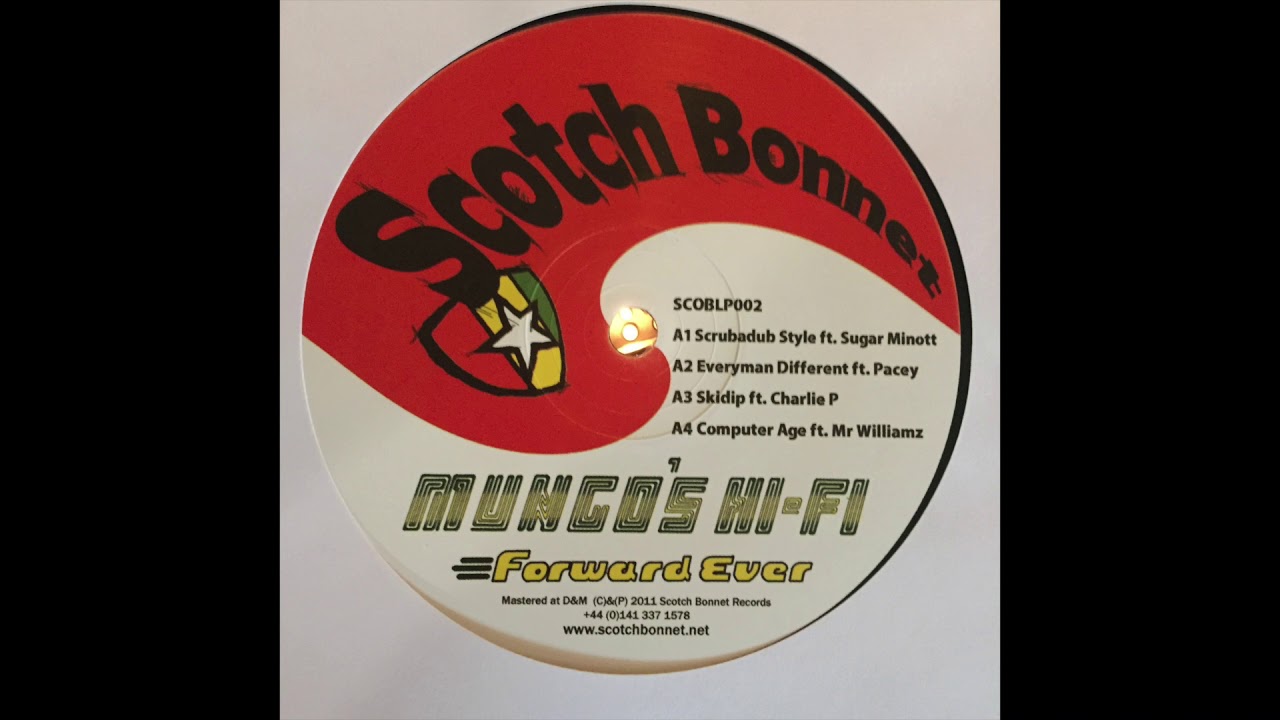 Scotch Bonnet
SCOBLP002
A1 Scrubadub Style ft. Sugar Minott
A2 Everyman Different ft. Pacey
A3 Skidip ft. Charlie P
A4 Computer Age ft. Mr Williamz
MUNGO'S HI-FI
Forward Ever
Mastered at D&M (C)&(P) 2011 Scotch Bonnet Records
+44 (0)141 337 1578
www.scotchbonnet.net